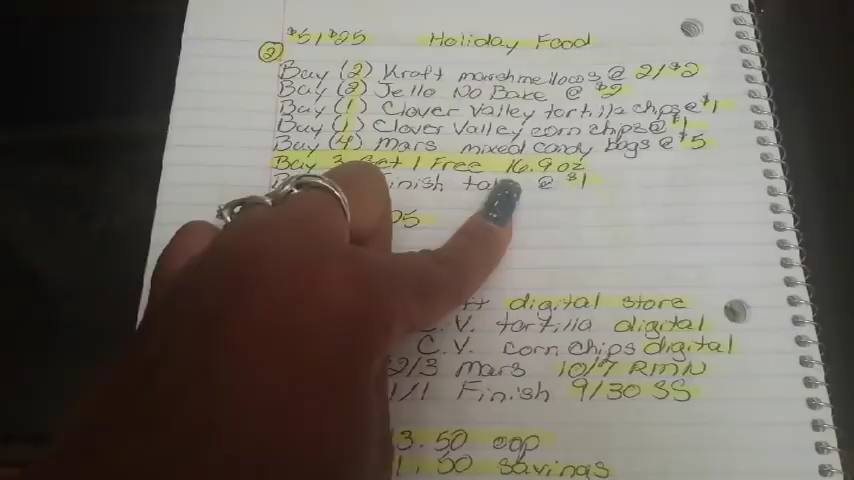 $5/$25 Holiday Food
② Buy (2) Kraft marshmellows @ 2/$2
Buy (2) Jello No Bake @ $2
Buy (1) Clover Valley tortilla chips @ $1
Buy (1) Clover Valley corn chips @ $1
Buy (4) Mars mixed candy bags @ $5
Buy 3 Get 1 Free 16.9 oz
Finish @ $1
05
digital store
C.V. tortilla digital
C.V. corn chips digital
2/3 Mars 10/7 RMN
1/1 Finish 9/30 SS
3.50 oop
1.50 savings